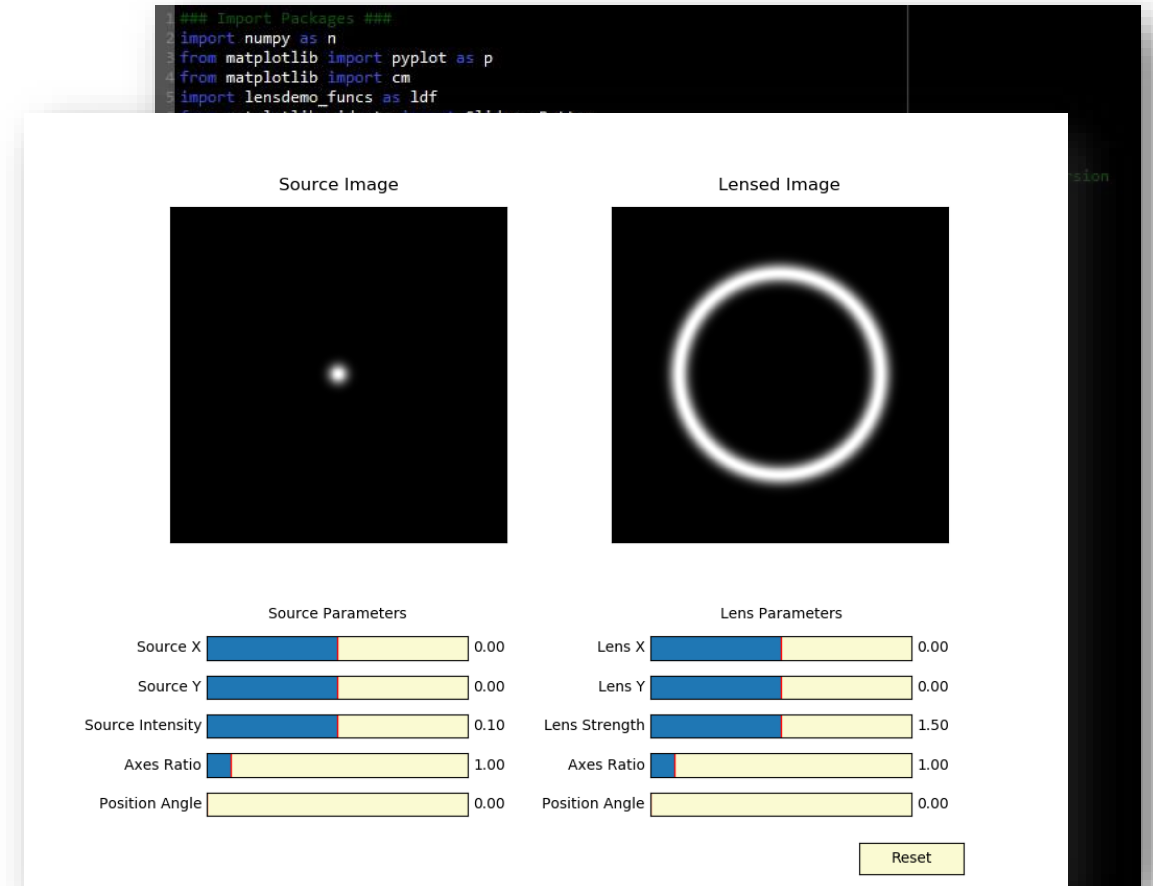 1 ### Import Packages ###
2 import numpy as n
3 from matplotlib import pyplot as p
4 from matplotlib import cm
5 import lensdemo_funcs as ldf
rsion
Source Image
Lensed Image
Source Parameters
Source X 0.00
Source Y 0.00
Source Intensity 0.10
Axes Ratio 1.00
Position Angle 0.00
Lens Parameters
Lens X 0.00
Lens Y 0.00
Lens Strength 1.50
Axes Ratio 1.00
Position Angle 0.00
Reset